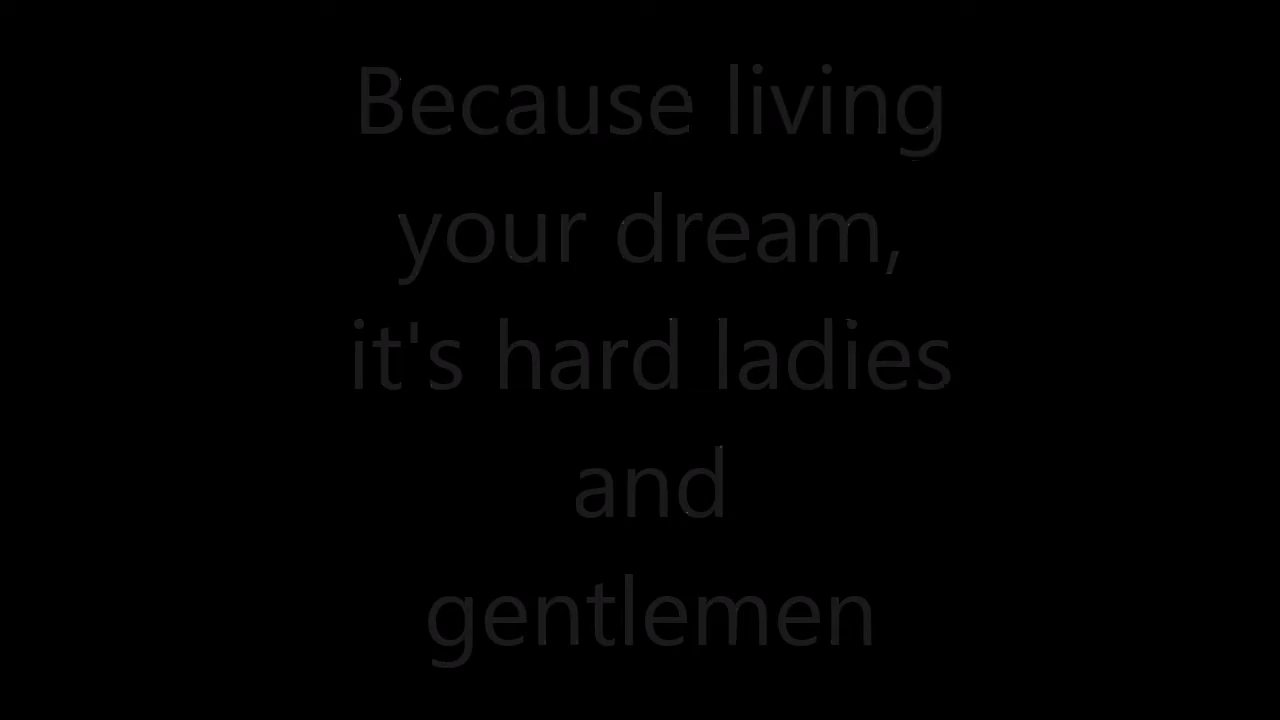 Because living
your dream,
it's hard ladies
and
gentlemen